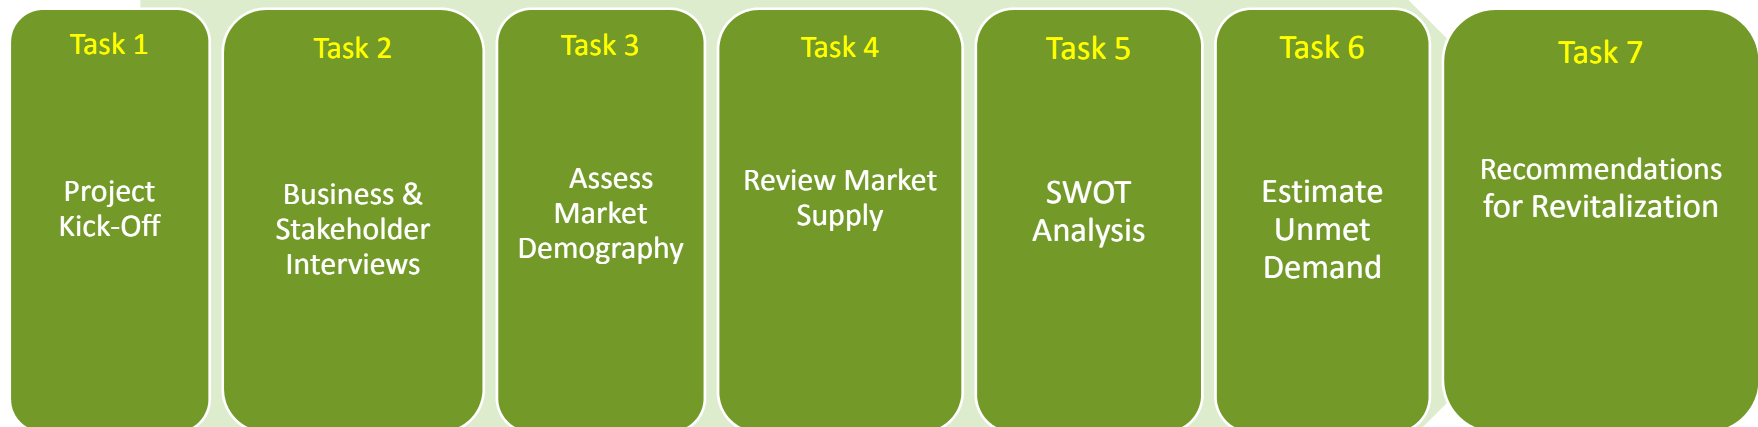 Task 1
Project
Kick-Off
Task 2
Business &
Stakeholder
Interviews
Task 3
Assess
Market
Demography
Task 4
Review Market
Supply
Task 5
SWOT
Analysis
Task 6
Estimate
Unmet
Demand
Task 7
Recommendations
for Revitalization